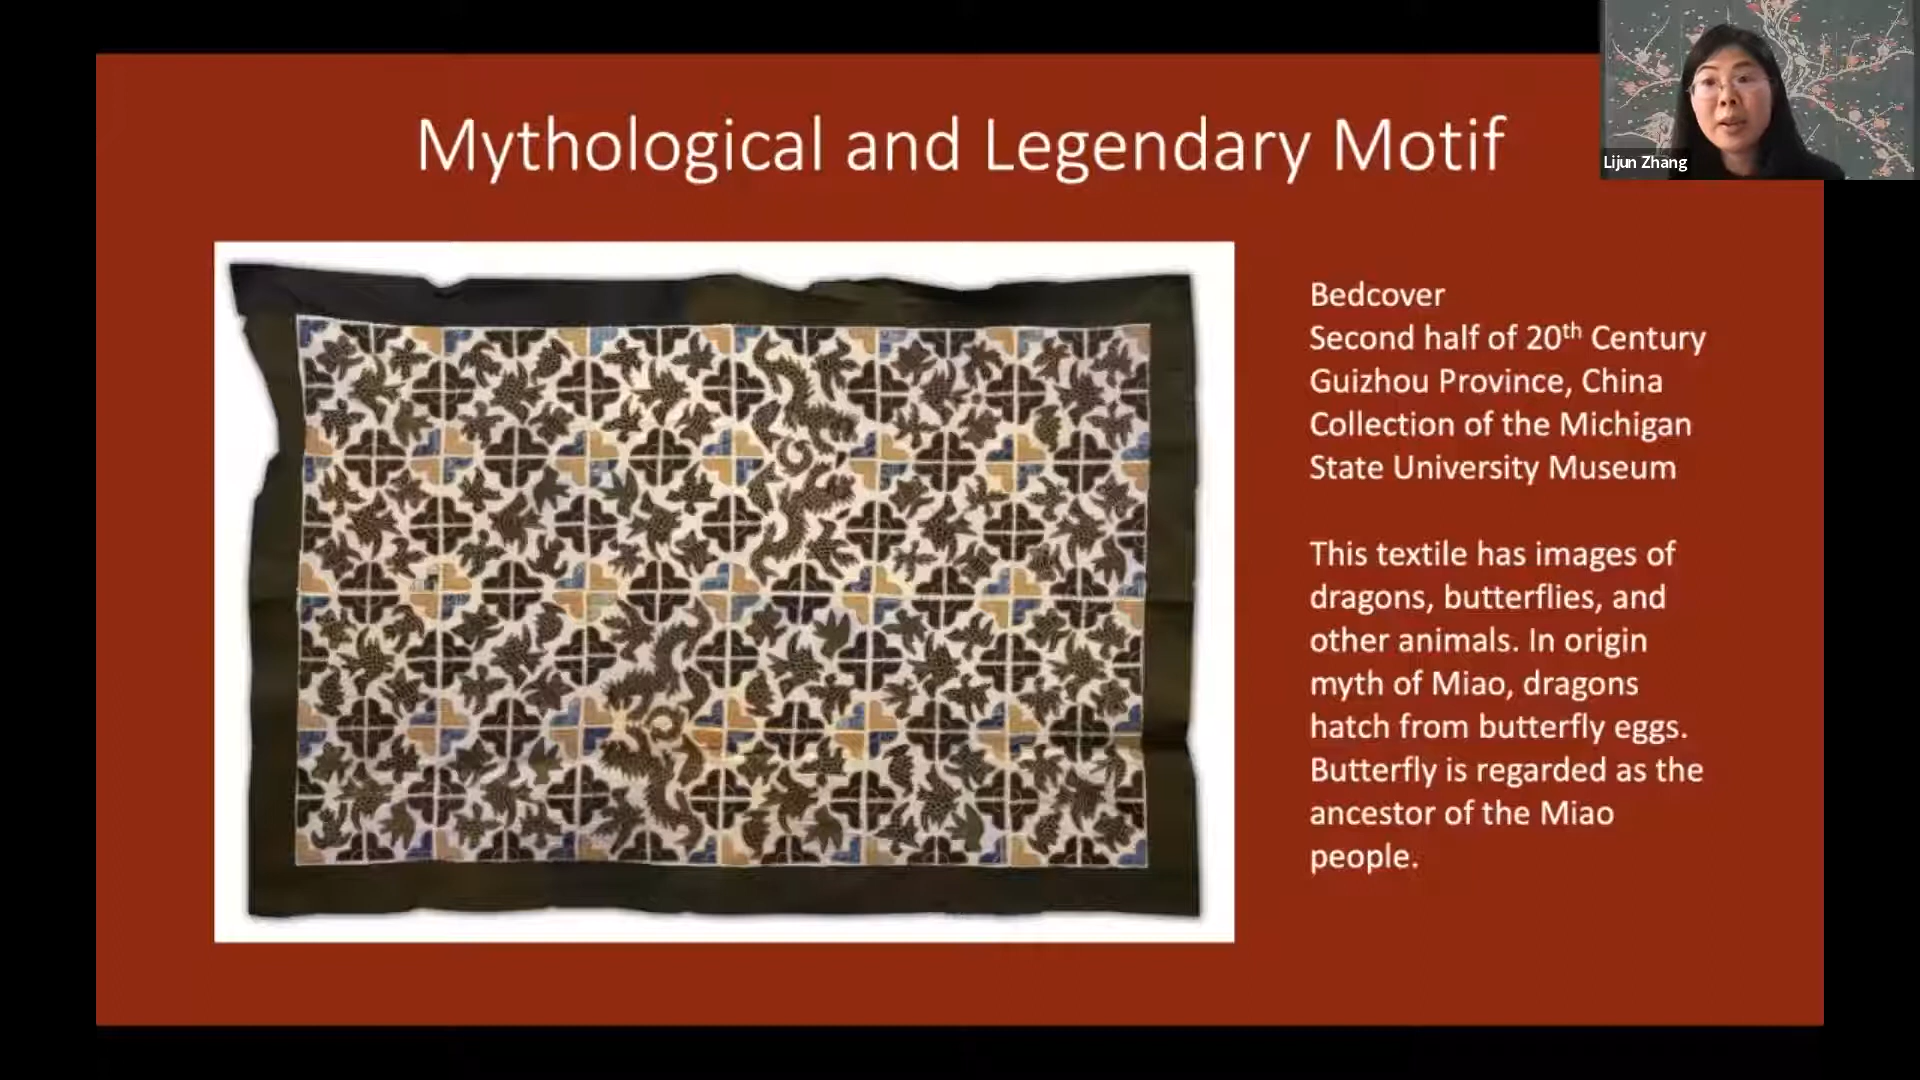 Mythological and Legendary Motif
Lijun Zhang
Bedcover
Second half of 20th Century
Guizhou Province, China
Collection of the Michigan
State University Museum
This textile has images of
dragons, butterflies, and
other animals. In origin
myth of Miao, dragons
hatch from butterfly eggs.
Butterfly is regarded as the
ancestor of the Miao
people.